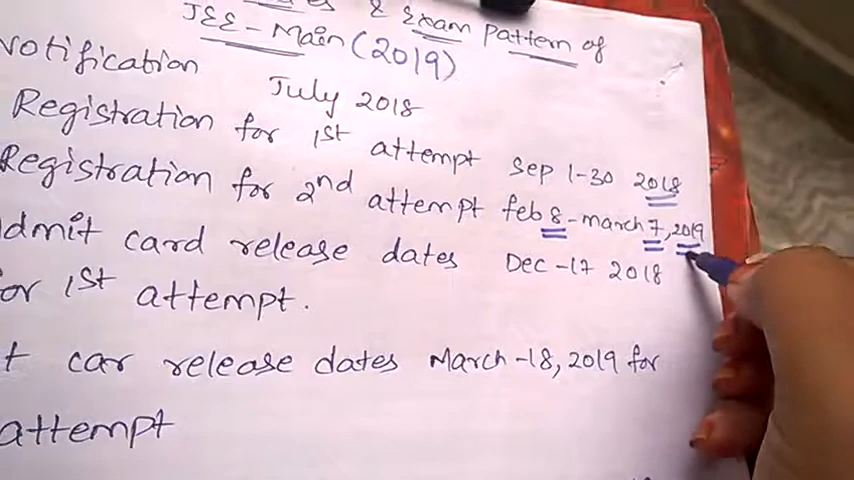 & Exam pattern of
JEE-Main (2019)
Notification July 2018
Registration for 1st attempt Sep 1-30 2018
Registration for 2nd attempt feb 8-march 7, 2019
admit card release dates Dec-17 2018
for 1st attempt.
t car release dates March-18, 2019 for
attempt